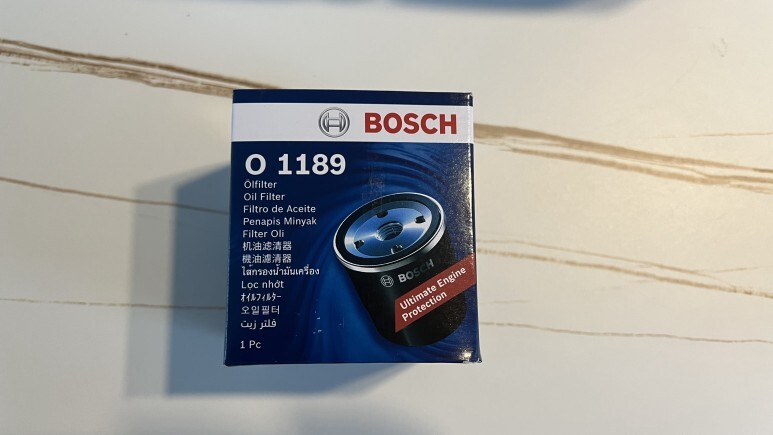 BOSCH
O 1189
Ölfilter
Oil Filter
Filtro de Aceite
Penapis Minyak
Filter Oli
机油滤清器
機油濾清器
ไส้กรองน้ำมันเครื่อง
Lọc nhớt
オイルフィルター
오일필터
فلتر زيت
1 Pc
BOSCH
Ultimate Engine
Protection